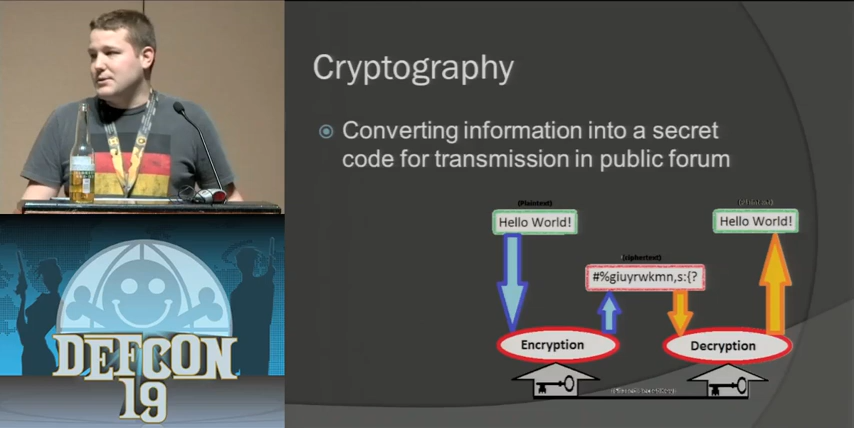 Cryptography
Converting information into a secret
code for transmission in public forum
(Plaintext)
(Plaintext)
Hello World!
Hello World!
(ciphertext)
#%giuyrwkmn,s:{?
Encryption
Decryption
DEFCON
19